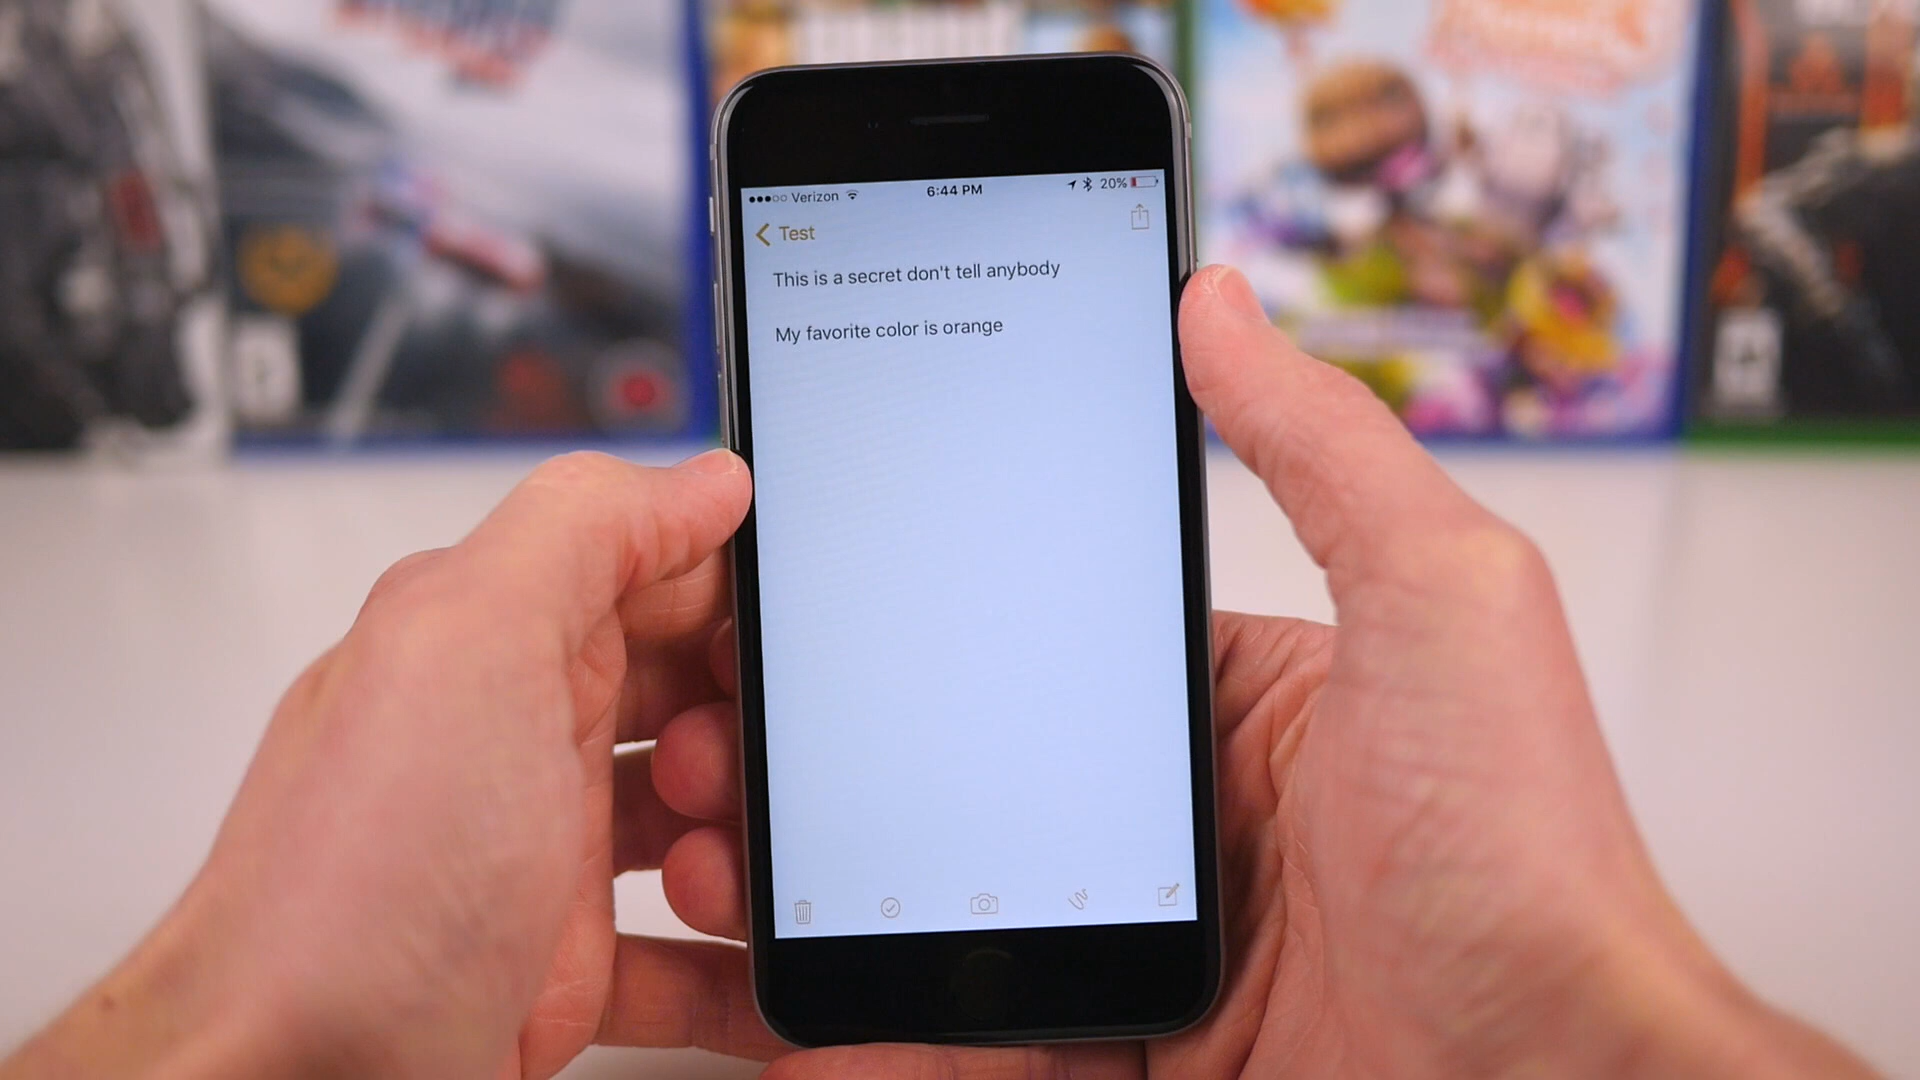 Verizon 6:44 PM 20%
Test
This is a secret don't tell anybody
My favorite color is orange